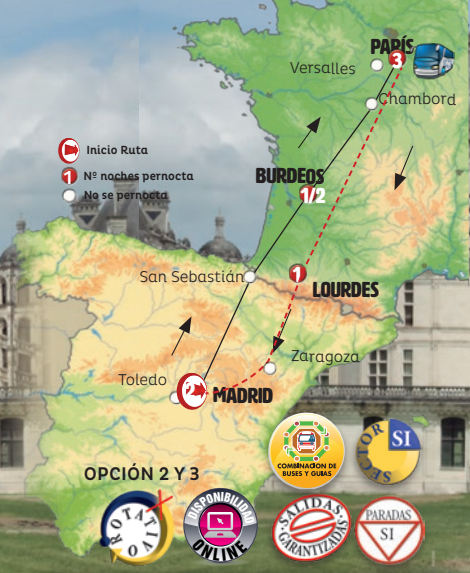 PARÍS
3
Versalles
Chambord
Inicio Ruta
1 Nº noches pernocta
No se pernocta
BURDEOS
1/2
San Sebastián
1
LOURDES
Zaragoza
Toledo
2
MADRID
COMBINACION DE
BUSES Y GUIAS
SECTOR
SI
OPCIÓN 2 Y 3
ROTATIVO
DISPONIBILIDAD
ONLINE
SALIDAS
GARANTIZADAS
PARADAS
SI